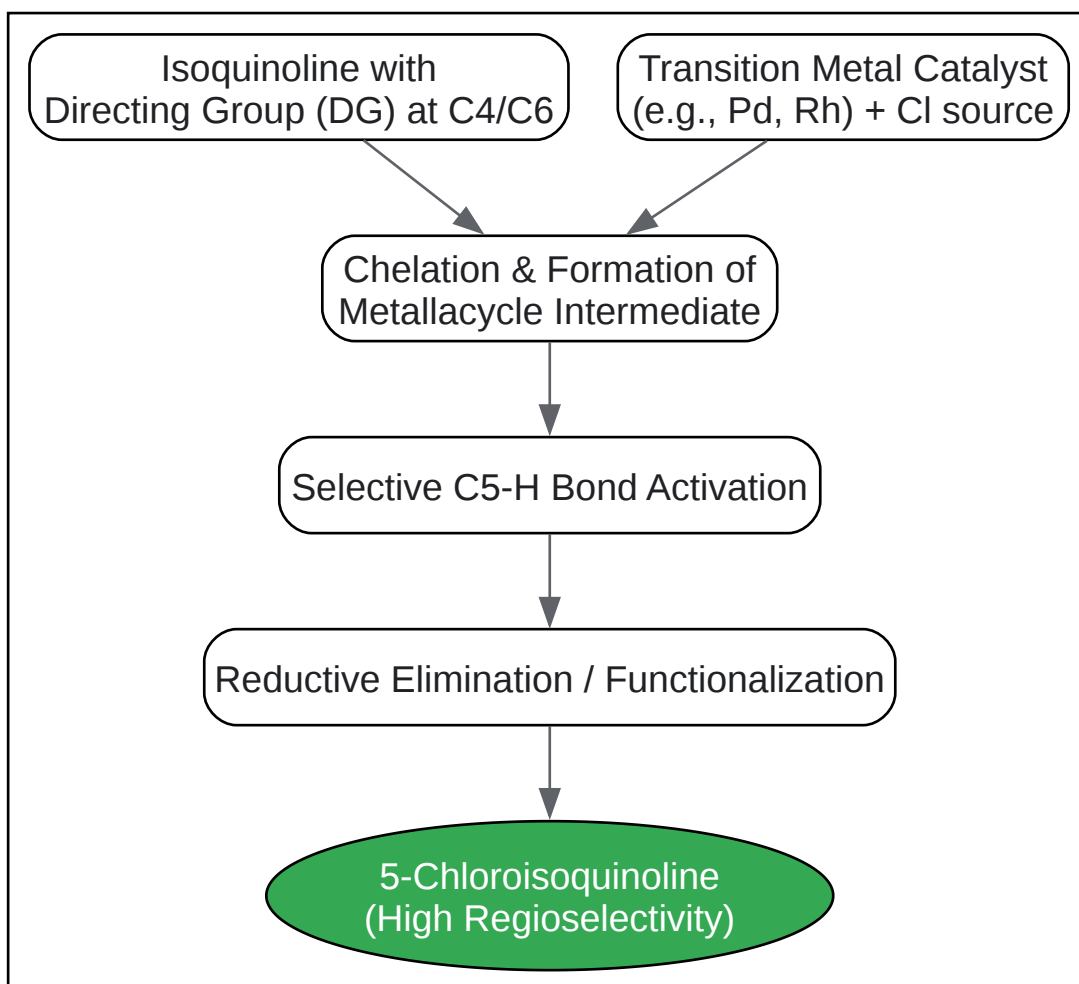 Isoquinoline with
Directing Group (DG) at C4/C6
Transition Metal Catalyst
(e.g., Pd, Rh) + Cl source
Chelation & Formation of
Metallacycle Intermediate
Selective C5-H Bond Activation
Reductive Elimination / Functionalization
5-Chloroisoquinoline
(High Regioselectivity)